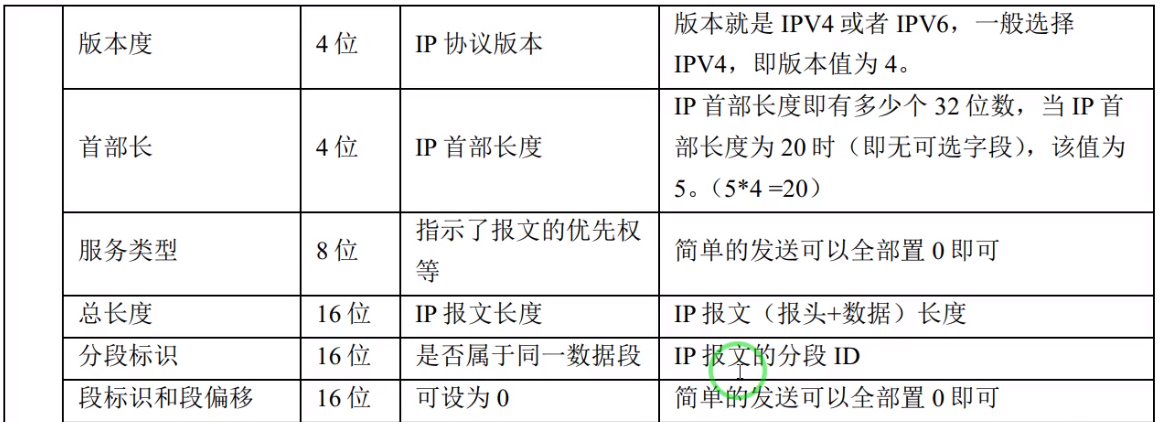 版本度 4 位 IP 协议版本 版本就是 IPV4 或者 IPV6，一般选择
IPV4，即版本值为 4。
首部长 4 位 IP 首部长度 IP 首部长度即有多少个 32 位数，当 IP 首
部长度为 20 时（即无可选字段），该值为
5。（5*4 =20）
服务类型 8 位 指示了报文的优先权
等 简单的发送可以全部置 0 即可
总长度 16 位 IP 报文长度 IP 报文（报头+数据）长度
分段标识 16 位 是否属于同一数据段 IP 报文的分段 ID
段标识和段偏移 16 位 可设为 0 简单的发送可以全部置 0 即可